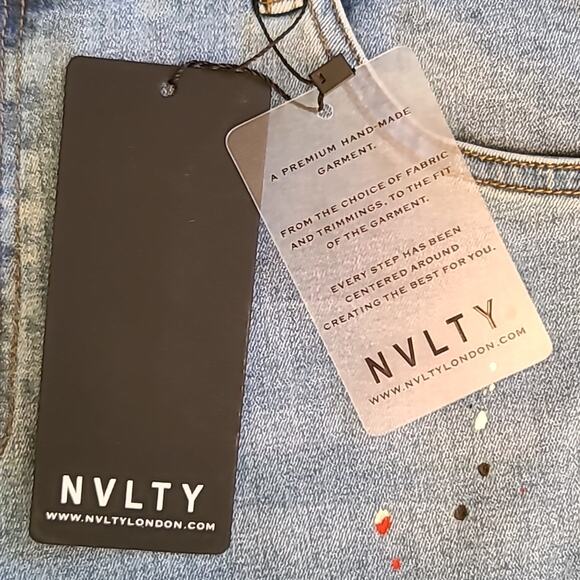 NVLTY
WWW.NVLTYLONDON.COM
A PREMIUM HAND-MADE
GARMENT.
FROM THE CHOICE OF FABRIC
AND TRIMMINGS, TO THE FIT
OF THE GARMENT.
EVERY STEP HAS BEEN
CENTERED AROUND
CREATING THE BEST FOR YOU.
NVLTY
WWW.NVLTYLONDON.COM